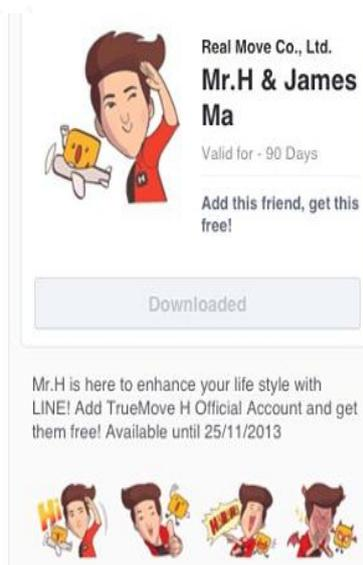 Real Move Co., Ltd.
Mr.H & James
Ma
Valid for - 90 Days
Add this friend, get this
free!
Downloaded
Mr.H is here to enhance your life style with
LINE! Add TrueMove H Official Account and get
them free! Available until 25/11/2013
Hi